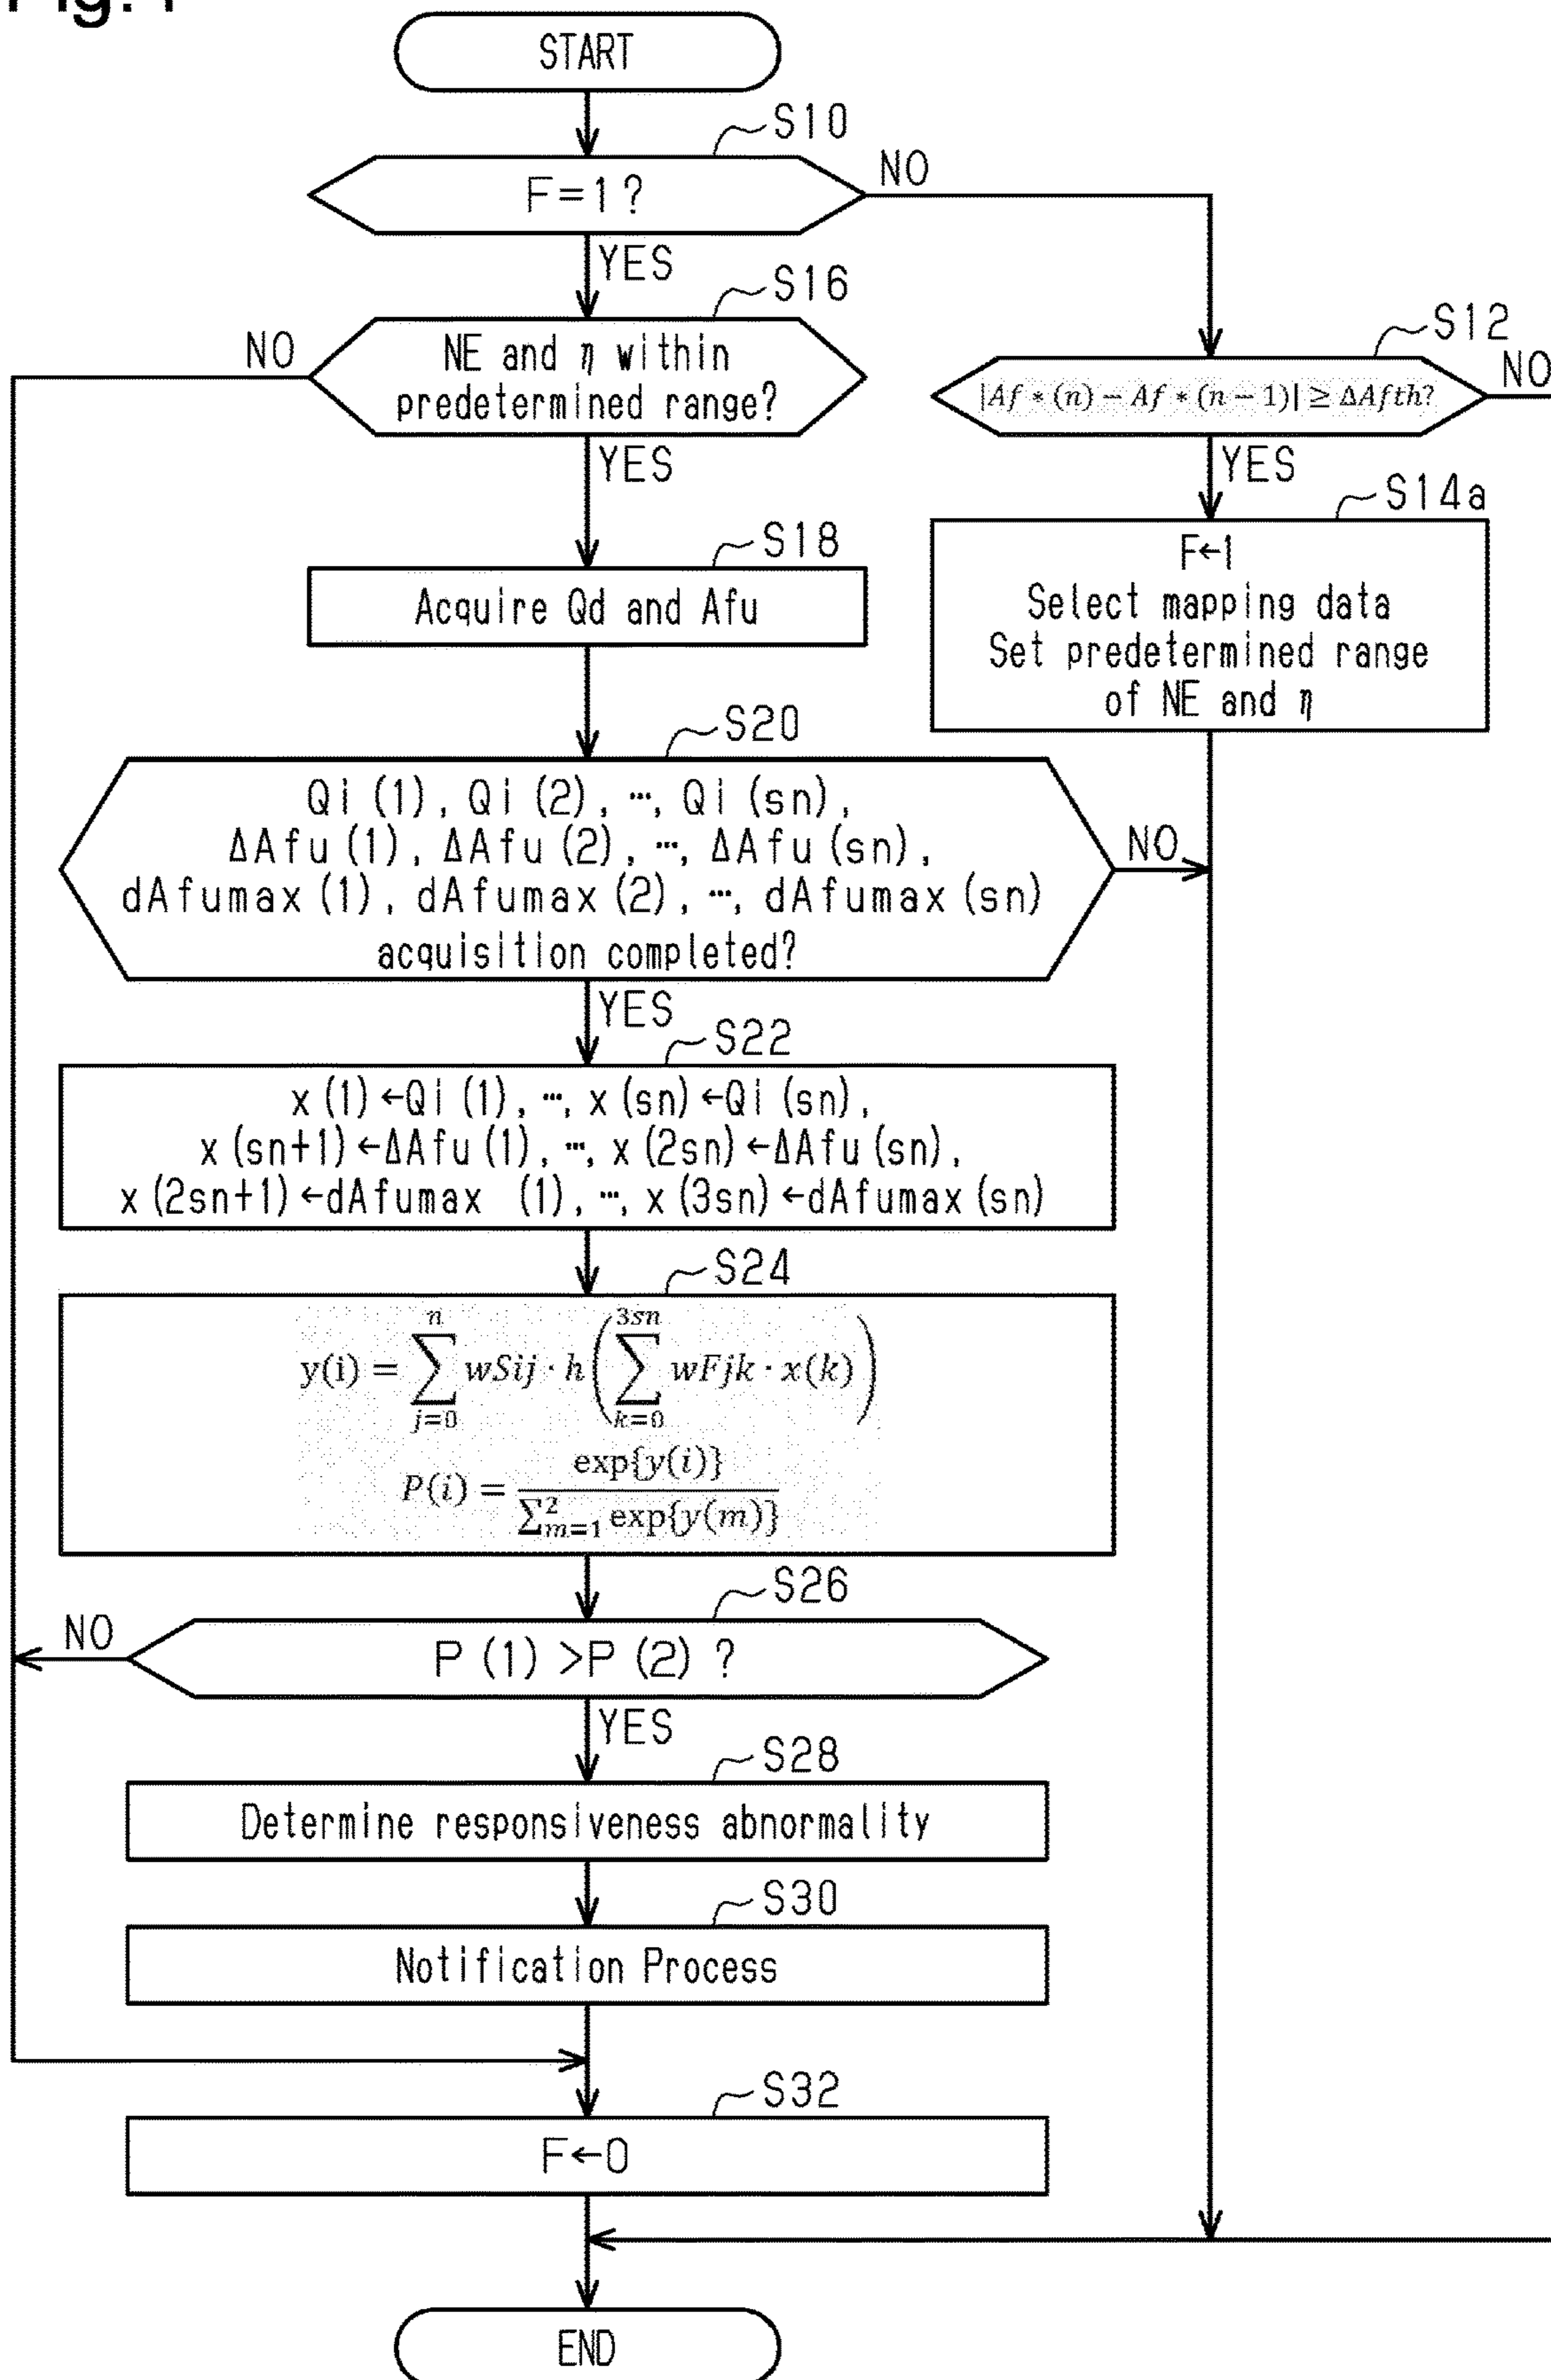 START
S10
F=1?
NO
YES
S16
NE and η within
predetermined range?
NO
YES
S12
|Af * (n) − Af * (n − 1)| ≥ ΔAfth?
NO
YES
S14a
F←1
Select mapping data
Set predetermined range
of NE and η
S18
Acquire Qd and Afu
S20
Qi (1), Qi (2), …, Qi (sn),
ΔAfu (1), ΔAfu (2), …, ΔAfu (sn),
dAfumax (1), dAfumax (2), …, dAfumax (sn)
acquisition completed?
NO
YES
S22
x (1) ←Qi (1), …, x (sn) ←Qi (sn),
x (sn+1) ←ΔAfu (1), …, x (2sn) ←ΔAfu (sn),
x (2sn+1) ←dAfumax (1), …, x (3sn) ←dAfumax (sn)
S24
y(i) = \sum_{j=0}^{n} wSij · h ( \sum_{k=0}^{3sn} wFjk · x(k) )
P(i) = \frac{exp{y(i)}}{\sum_{m=1}^{2} exp{y(m)}}
S26
P (1) >P (2) ?
NO
YES
S28
Determine responsiveness abnormality
S30
Notification Process
S32
F←0
END